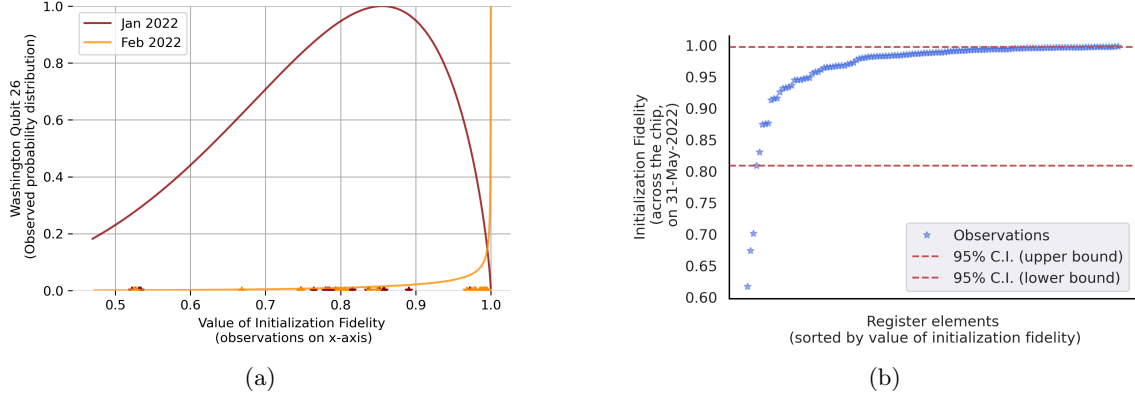 Washington Qubit 26
(Observed probability distribution)
1.0
0.8
0.6
0.4
0.2
0.0
Jan 2022
Feb 2022
0.5 0.6 0.7 0.8 0.9 1.0
Value of Initialization Fidelity
(observations on x-axis)
(a)
Initialization Fidelity
(across the chip,
on 31-May-2022)
1.00
0.95
0.90
0.85
0.80
0.75
0.70
0.65
0.60
Observations
95% C.I. (upper bound)
95% C.I. (lower bound)
Register elements
(sorted by value of initialization fidelity)
(b)